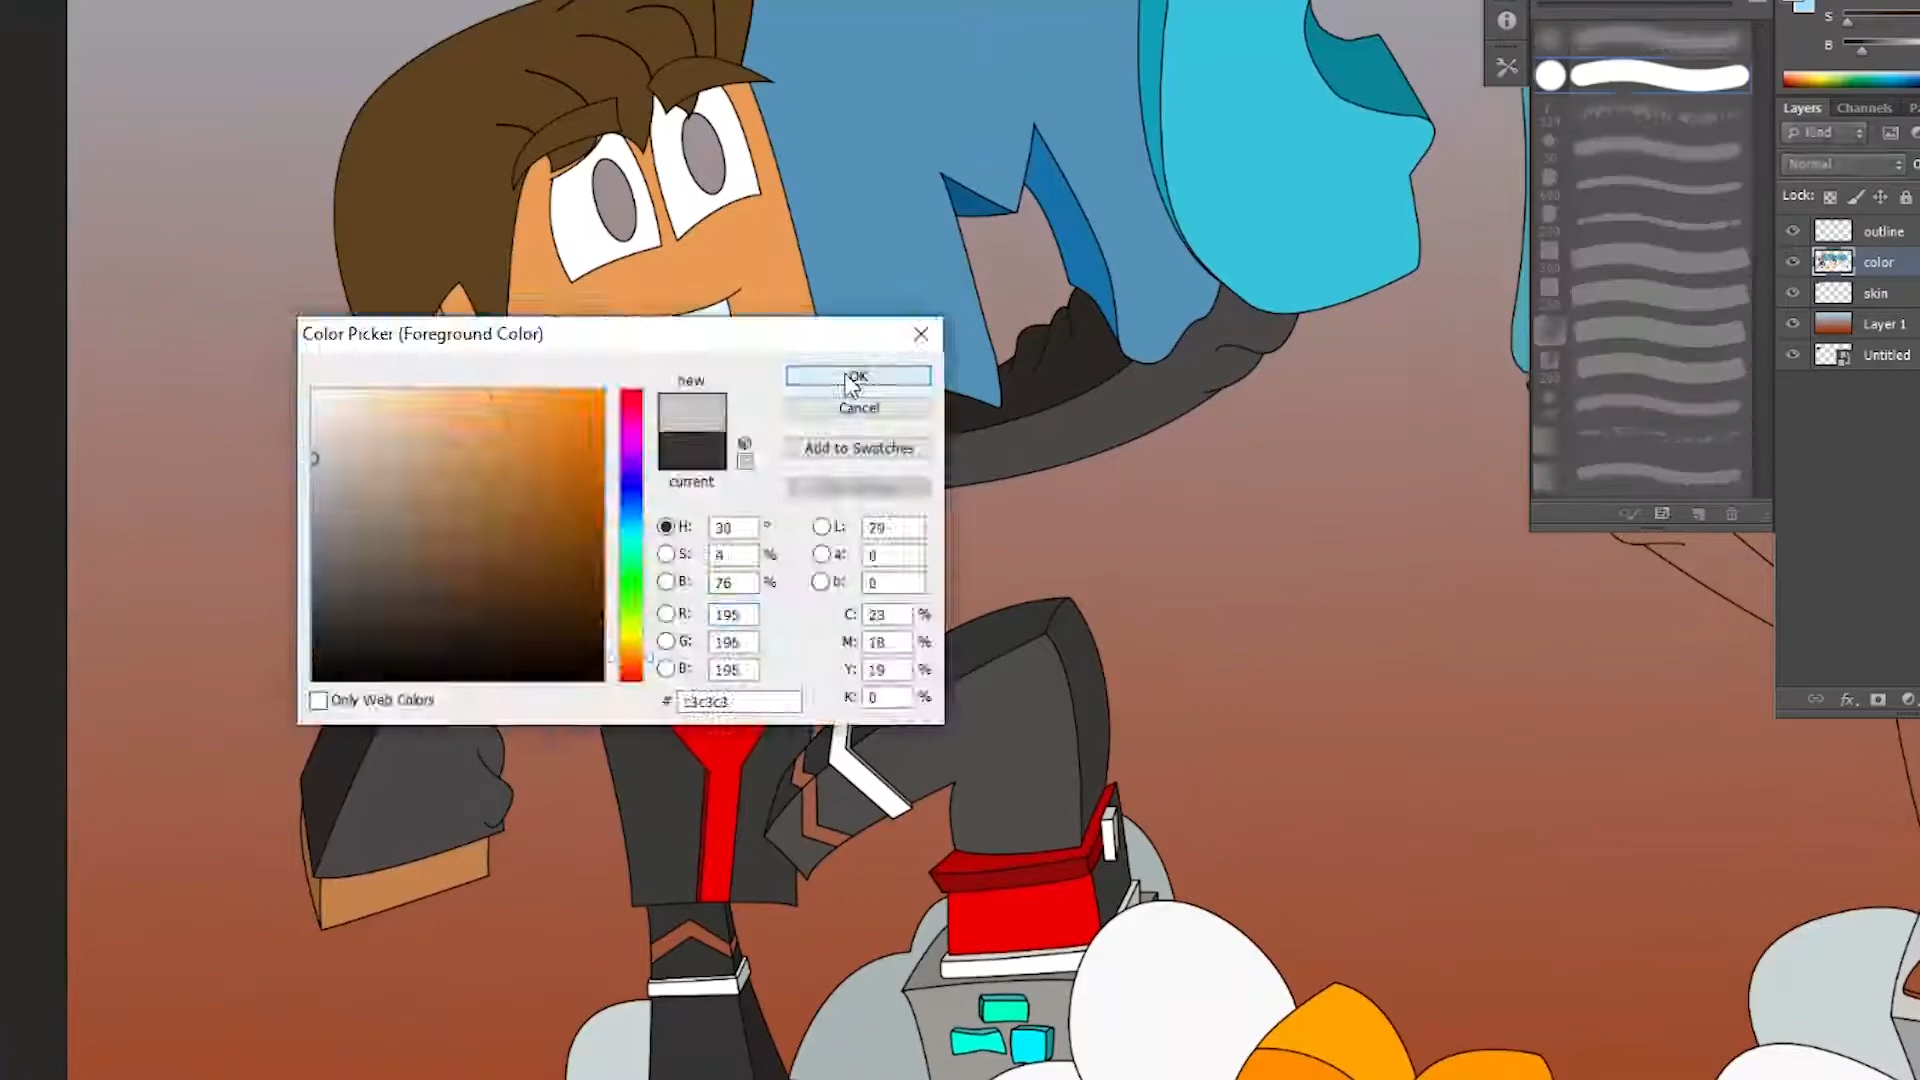 S
B
Layers Channels
Kind
Normal
Lock:
outline
color
skin
Layer 1
Untitled
fx.
Color Picker (Foreground Color)
new
current
OK
Cancel
Add to Swatches
H: 30 °
S: 4 %
B: 76 %
R: 195
G: 196
B: 195
L: 79
a: 0
b: 0
C: 23 %
M: 18 %
Y: 19 %
K: 0 %
# c3c3c3
Only Web Colors